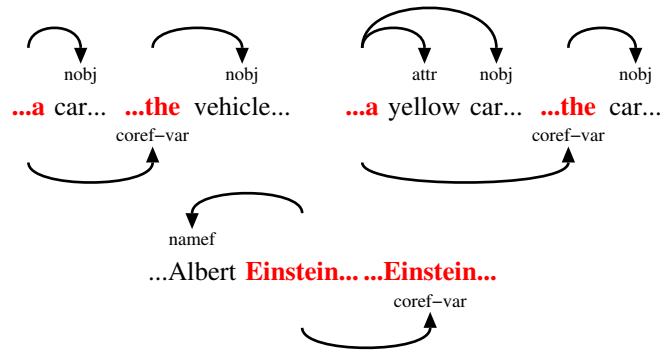 nobj nobj attr nobj nobj
...a car... ...the vehicle... ...a yellow car... ...the car...
coref-var coref-var
namef
...Albert Einstein... ...Einstein...
coref-var